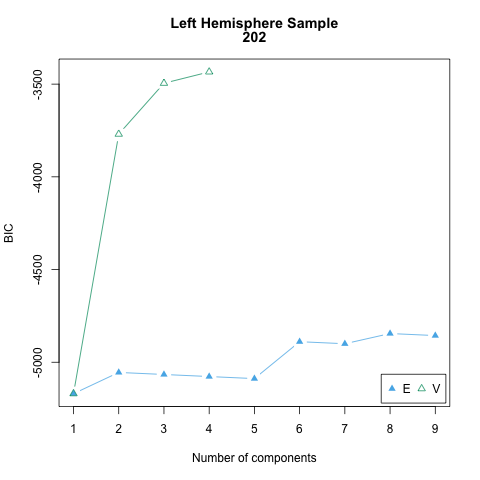 Left Hemisphere Sample
202
BIC
-3500
-4000
-4500
-5000
1 2 3 4 5 6 7 8 9
Number of components
E V